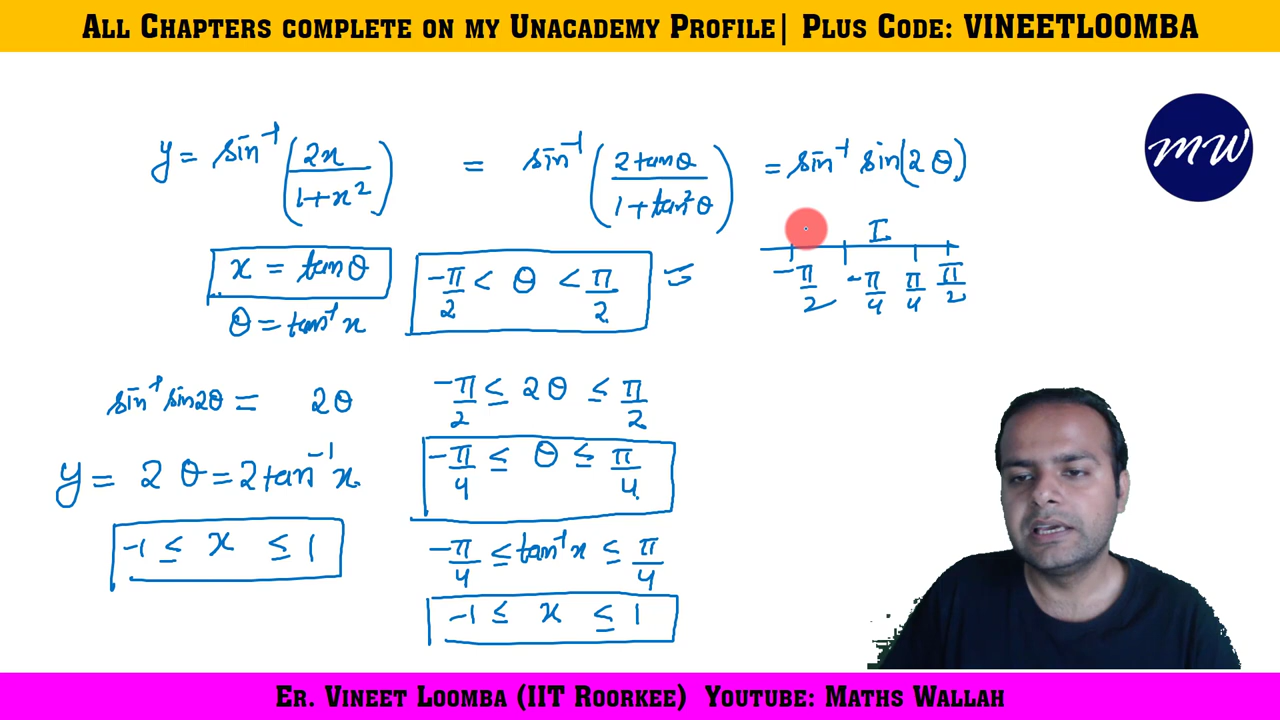 ALL CHAPTERS COMPLETE ON MY UNACADEMY PROFILE| PLUS CODE: VINEETLOOMBA
MW
y = sin⁻¹(2x/(1+x²)) = sin⁻¹(2tanθ/(1+tan²θ)) = sin⁻¹ sin(2θ)
I
x = tanθ
-π/2 < θ < π/2
-π/2 -π/4 π/4 π/2
θ = tan⁻¹x
sin⁻¹sin2θ = 2θ
-π/2 ≤ 2θ ≤ π/2
-π/4 ≤ θ ≤ π/4
y = 2θ = 2tan⁻¹x.
-1 ≤ x ≤ 1
-π/4 ≤ tan⁻¹x ≤ π/4
-1 ≤ x ≤ 1
ER. VINEET LOOMBA (IIT ROORKEE) YOUTUBE: MATHS WALLAH